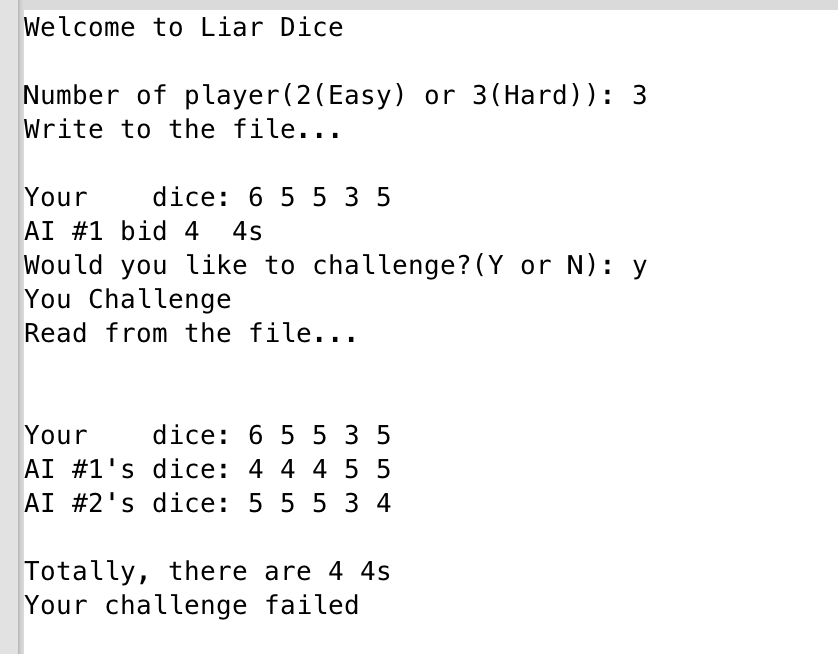 Welcome to Liar Dice
Number of player(2(Easy) or 3(Hard)): 3
Write to the file...
Your    dice: 6 5 5 3 5
AI #1 bid 4  4s
Would you like to challenge?(Y or N): y
You Challenge
Read from the file...
Your    dice: 6 5 5 3 5
AI #1's dice: 4 4 4 5 5
AI #2's dice: 5 5 5 3 4
Totally, there are 4 4s
Your challenge failed